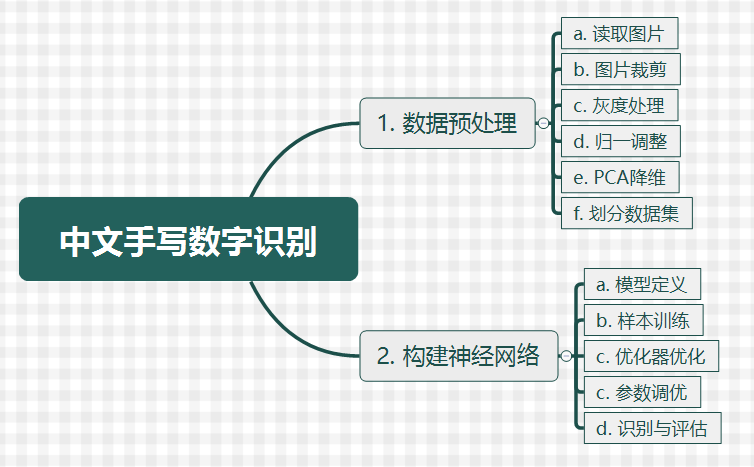 中文手写数字识别
1. 数据预处理
a. 读取图片
b. 图片裁剪
c. 灰度处理
d. 归一调整
e. PCA降维
f. 划分数据集
2. 构建神经网络
a. 模型定义
b. 样本训练
c. 优化器优化
c. 参数调优
d. 识别与评估